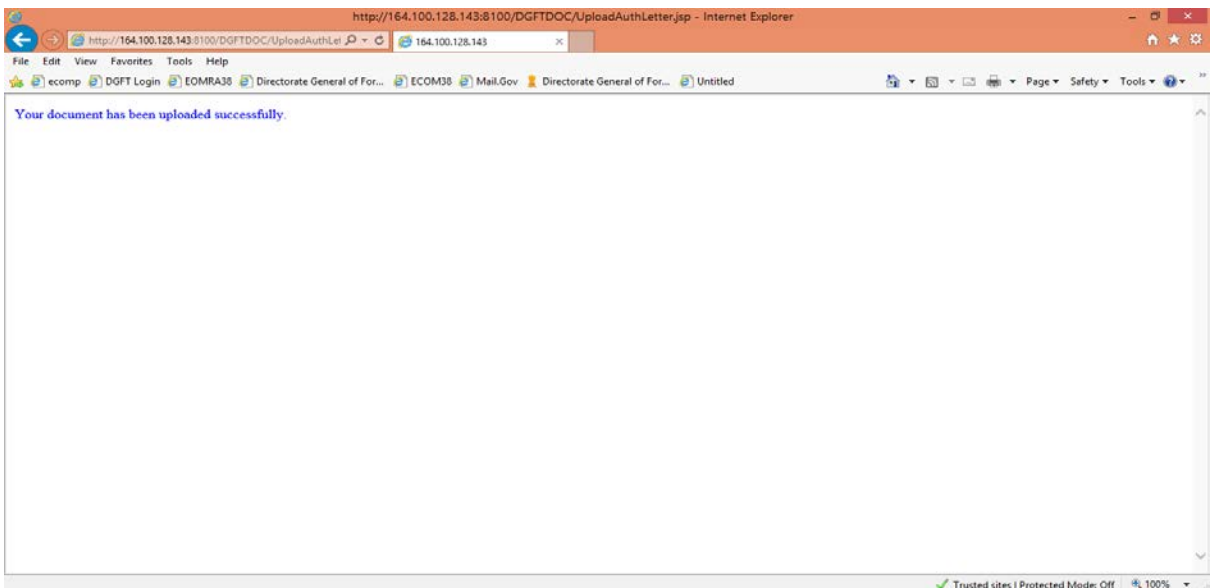 http://164.100.128.143:8100/DGFTDOC/UploadAuthLetter.jsp - Internet Explorer
http://164.100.128.143:8100/DGFTDOC/UploadAuthLet 164.100.128.143
File Edit View Favorites Tools Help
ecomp DGFT Login EOMRA38 Directorate General of For... ECOM38 Mail.Gov Directorate General of For... Untitled Page Safety Tools
Your document has been uploaded successfully.
Trusted sites | Protected Mode: Off 100%